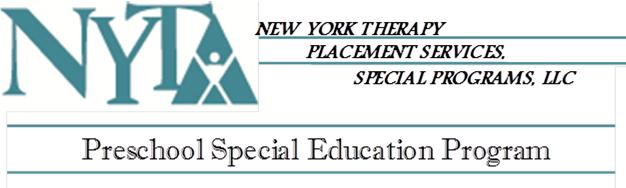 NYTA
NEW YORK THERAPY
PLACEMENT SERVICES,
SPECIAL PROGRAMS, LLC
Preschool Special Education Program